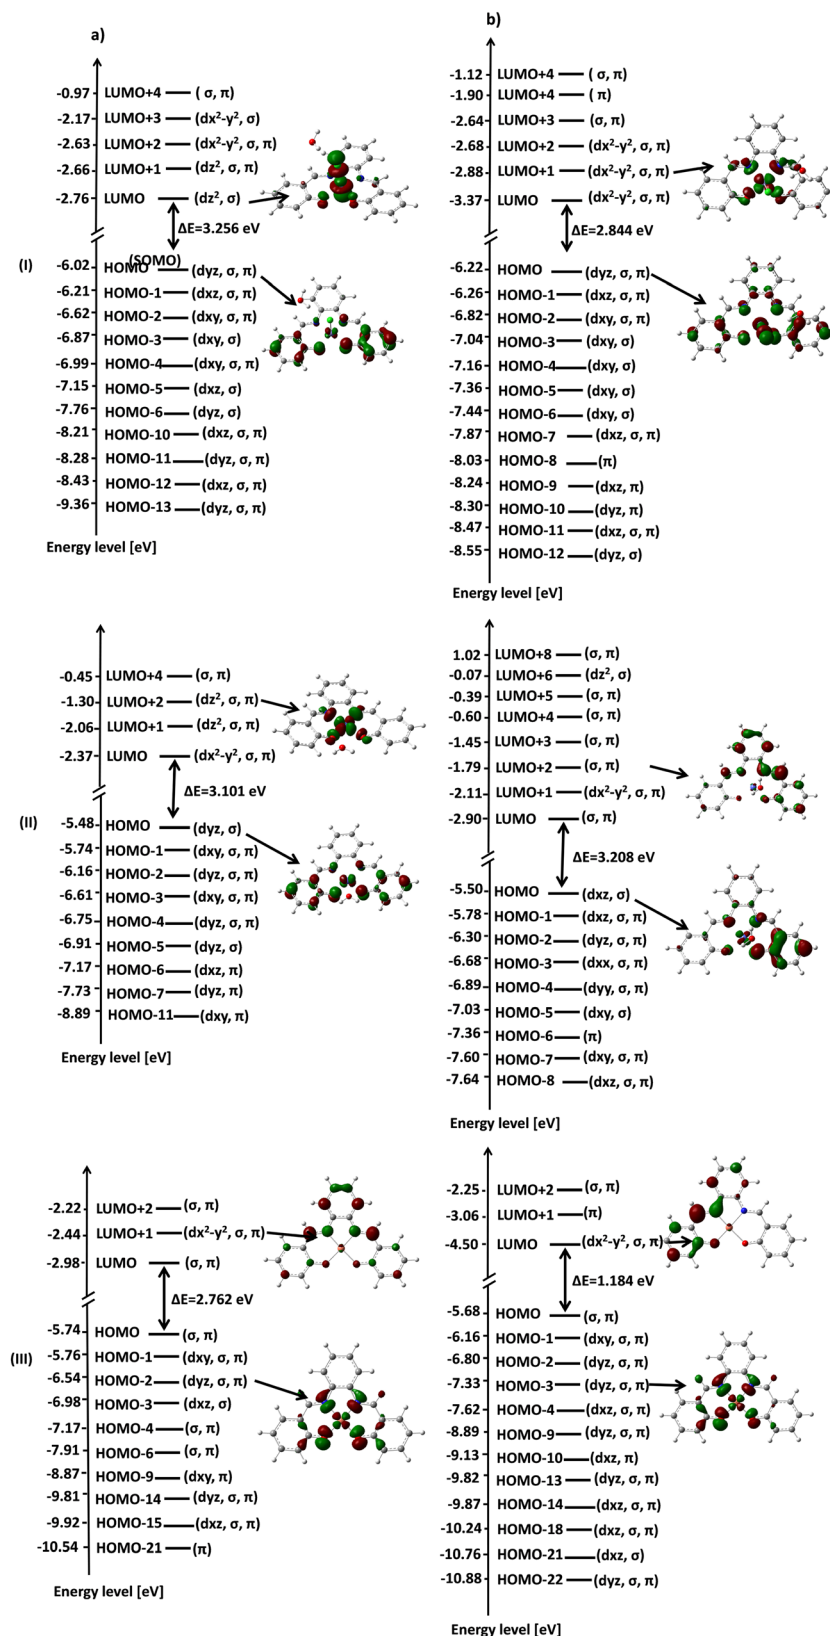 a)
-0.97 LUMO+4 ( σ, π)
-2.17 LUMO+3 (dx²-y², σ)
-2.63 LUMO+2 (dx²-y², σ, π)
-2.66 LUMO+1 (dz², σ, π)
-2.76 LUMO (dz², σ)
ΔE=3.256 eV
(I)
(SOMO)
-6.02 HOMO (dyz, σ, π)
-6.21 HOMO-1 (dxz, σ, π)
-6.62 HOMO-2 (dxy, σ, π)
-6.87 HOMO-3 (dxy, σ)
-6.99 HOMO-4 (dxy, σ, π)
-7.15 HOMO-5 (dxz, σ)
-7.76 HOMO-6 (dyz, σ)
-8.21 HOMO-10 (dxz, σ, π)
-8.28 HOMO-11 (dyz, σ, π)
-8.43 HOMO-12 (dxz, σ, π)
-9.36 HOMO-13 (dyz, σ, π)
Energy level [eV]
b)
-1.12 LUMO+4 ( σ, π)
-1.90 LUMO+4 ( π)
-2.64 LUMO+3 (σ, π)
-2.68 LUMO+2 (dx²-y², σ, π)
-2.88 LUMO+1 (dx²-y², σ, π)
-3.37 LUMO (dx²-y², σ, π)
ΔE=2.844 eV
-6.22 HOMO (dyz, σ, π)
-6.26 HOMO-1 (dxz, σ, π)
-6.82 HOMO-2 (dxy, σ, π)
-7.04 HOMO-3 (dxy, σ)
-7.16 HOMO-4 (dxy, σ)
-7.36 HOMO-5 (dxy, σ)
-7.44 HOMO-6 (dxy, σ)
-7.87 HOMO-7 (dxz, σ, π)
-8.03 HOMO-8 (π)
-8.24 HOMO-9 (dxz, π)
-8.30 HOMO-10 (dyz, π)
-8.47 HOMO-11 (dxz, σ, π)
-8.55 HOMO-12 (dyz, σ)
Energy level [eV]
-0.45 LUMO+4 (σ, π)
-1.30 LUMO+2 (dz², σ, π)
-2.06 LUMO+1 (dz², σ, π)
-2.37 LUMO (dx²-y², σ, π)
ΔE=3.101 eV
(II)
-5.48 HOMO (dyz, σ)
-5.74 HOMO-1 (dxy, σ, π)
-6.16 HOMO-2 (dyz, σ, π)
-6.61 HOMO-3 (dxy, σ, π)
-6.75 HOMO-4 (dyz, σ, π)
-6.91 HOMO-5 (dyz, σ)
-7.17 HOMO-6 (dxz, π)
-7.73 HOMO-7 (dyz, π)
-8.89 HOMO-11 (dxy, π)
Energy level [eV]
1.02 LUMO+8 (σ, π)
-0.07 LUMO+6 (dz², σ)
-0.39 LUMO+5 (σ, π)
-0.60 LUMO+4 (σ, π)
-1.45 LUMO+3 (σ, π)
-1.79 LUMO+2 (σ, π)
-2.11 LUMO+1 (dx²-y², σ, π)
-2.90 LUMO (σ, π)
ΔE=3.208 eV
-5.50 HOMO (dxz, σ)
-5.78 HOMO-1 (dxz, σ, π)
-6.30 HOMO-2 (dyz, σ, π)
-6.68 HOMO-3 (dxx, σ, π)
-6.89 HOMO-4 (dyy, σ, π)
-7.03 HOMO-5 (dxy, σ)
-7.36 HOMO-6 (π)
-7.60 HOMO-7 (dxy, σ, π)
-7.64 HOMO-8 (dxz, σ, π)
Energy level [eV]
-2.22 LUMO+2 (σ, π)
-2.44 LUMO+1 (dx²-y², σ, π)
-2.98 LUMO (σ, π)
ΔE=2.762 eV
(III)
-5.74 HOMO (σ, π)
-5.76 HOMO-1 (dxy, σ, π)
-6.54 HOMO-2 (dyz, σ, π)
-6.98 HOMO-3 (dxz, σ)
-7.17 HOMO-4 (σ, π)
-7.91 HOMO-6 (σ, π)
-8.87 HOMO-9 (dxy, π)
-9.81 HOMO-14 (dyz, σ, π)
-9.92 HOMO-15 (dxz, σ, π)
-10.54 HOMO-21 (π)
Energy level [eV]
-2.25 LUMO+2 (σ, π)
-3.06 LUMO+1 (π)
-4.50 LUMO (dx²-y², σ, π)
ΔE=1.184 eV
-5.68 HOMO (σ, π)
-6.16 HOMO-1 (dxy, σ, π)
-6.80 HOMO-2 (dyz, σ, π)
-7.33 HOMO-3 (dyz, σ, π)
-7.62 HOMO-4 (dxz, σ, π)
-8.89 HOMO-9 (dyz, σ, π)
-9.13 HOMO-10 (dxz, π)
-9.82 HOMO-13 (dyz, σ, π)
-9.87 HOMO-14 (dxz, σ, π)
-10.24 HOMO-18 (dxz, σ, π)
-10.76 HOMO-21 (dxz, σ)
-10.88 HOMO-22 (dyz, σ, π)
Energy level [eV]